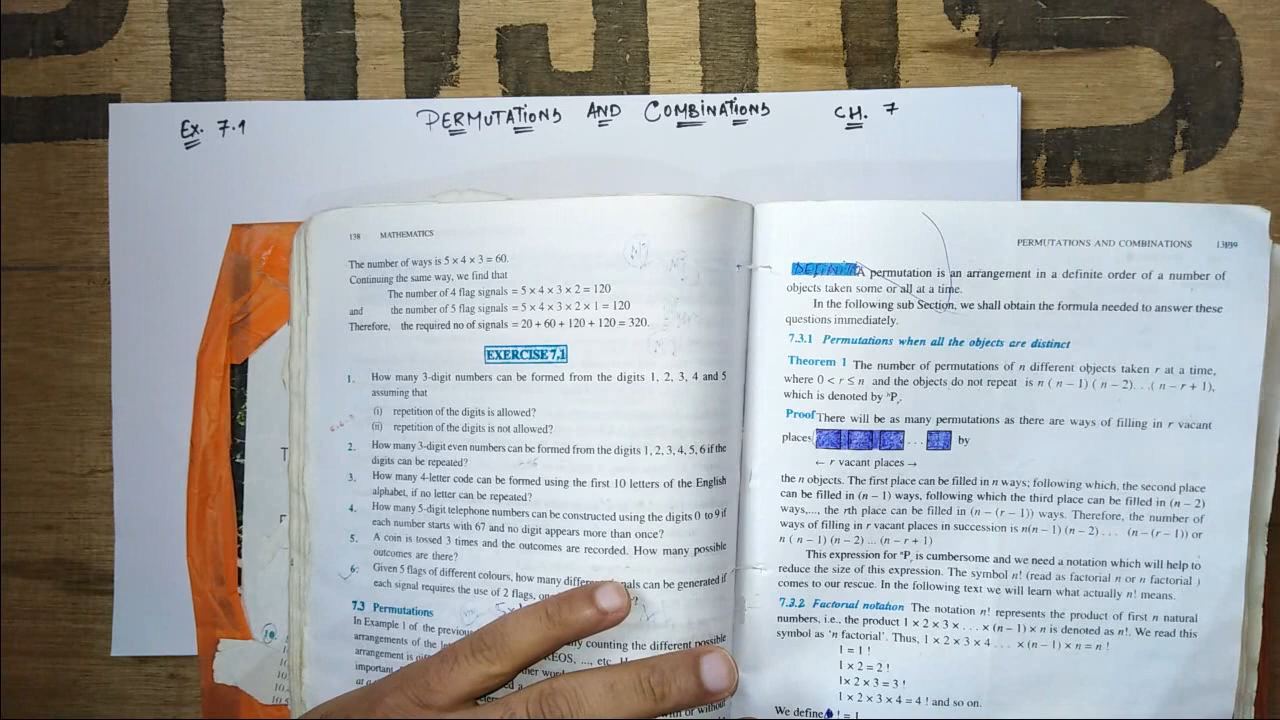 Ex. 7.1
PERMUTATIONS AND COMBINATIONS
CH. 7
138 MATHEMATICS
The number of ways is 5 × 4 × 3 = 60.
Continuing the same way, we find that
The number of 4 flag signals = 5 × 4 × 3 × 2 = 120
and the number of 5 flag signals = 5 × 4 × 3 × 2 × 1 = 120
Therefore, the required no of signals = 20 + 60 + 120 + 120 = 320.
EXERCISE 7.1
1. How many 3-digit numbers can be formed from the digits 1, 2, 3, 4 and 5
assuming that
(i) repetition of the digits is allowed?
(ii) repetition of the digits is not allowed?
2. How many 3-digit even numbers can be formed from the digits 1, 2, 3, 4, 5, 6 if the
digits can be repeated?
3. How many 4-letter code can be formed using the first 10 letters of the English
alphabet, if no letter can be repeated?
4. How many 5-digit telephone numbers can be constructed using the digits 0 to 9 if
each number starts with 67 and no digit appears more than once?
5. A coin is tossed 3 times and the outcomes are recorded. How many possible
outcomes are there?
6. Given 5 flags of different colours, how many different signals can be generated if
each signal requires the use of 2 flags,
7.3 Permutations
In Example 1 of the previous counting the different possible
arrangements of the REOS, ..., etc.
arrangement is
important.
or without
PERMUTATIONS AND COMBINATIONS 139
DEFINIT A permutation is an arrangement in a definite order of a number of
objects taken some or all at a time.
In the following sub Section, we shall obtain the formula needed to answer these
questions immediately.
7.3.1 Permutations when all the objects are distinct
Theorem 1 The number of permutations of n different objects taken r at a time,
where 0 < r ≤ n and the objects do not repeat is n ( n – 1) ( n – 2). . .( n – r + 1),
which is denoted by ⁿPᵣ.
Proof There will be as many permutations as there are ways of filling in r vacant
places . . . by
← r vacant places →
the n objects. The first place can be filled in n ways; following which, the second place
can be filled in (n – 1) ways, following which the third place can be filled in (n – 2)
ways,..., the rth place can be filled in (n – (r – 1)) ways. Therefore, the number of
ways of filling in r vacant places in succession is n(n – 1) (n – 2) . . . (n – (r – 1)) or
n ( n – 1) (n – 2) ... (n – r + 1)
This expression for ⁿPᵣ is cumbersome and we need a notation which will help to
reduce the size of this expression. The symbol n! (read as factorial n or n factorial )
comes to our rescue. In the following text we will learn what actually n! means.
7.3.2 Factorial notation The notation n! represents the product of first n natural
numbers, i.e., the product 1 × 2 × 3 × . . . × (n – 1) × n is denoted as n!. We read this
symbol as ‘n factorial’. Thus, 1 × 2 × 3 × 4 . . . × (n – 1) × n = n !
1 = 1 !
1 × 2 = 2 !
1× 2 × 3 = 3 !
1 × 2 × 3 × 4 = 4 ! and so on.
We define ! = 1